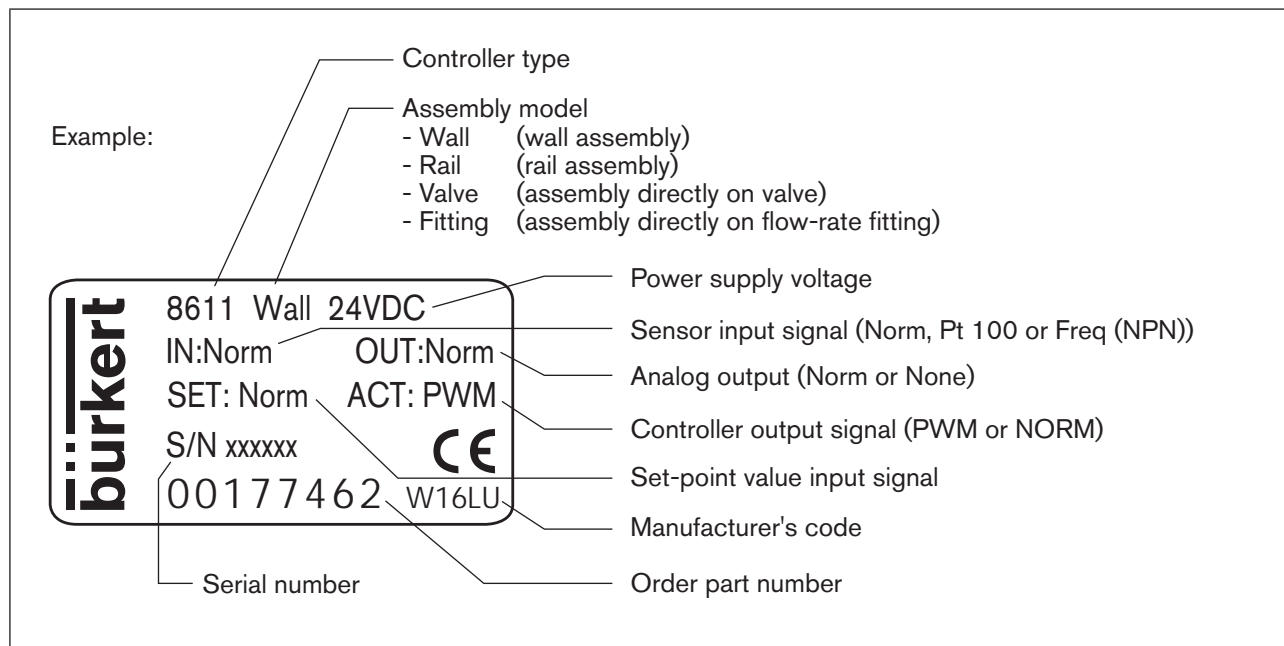 Controller type
Assembly model
- Wall (wall assembly)
- Rail (rail assembly)
- Valve (assembly directly on valve)
- Fitting (assembly directly on flow-rate fitting)
Example:
bürkert
8611 Wall 24VDC
IN:Norm OUT:Norm
SET: Norm ACT: PWM
S/N xxxxxx CE
00177462 W16LU
Power supply voltage
Sensor input signal (Norm, Pt 100 or Freq (NPN))
Analog output (Norm or None)
Controller output signal (PWM or NORM)
Set-point value input signal
Manufacturer's code
Order part number
Serial number